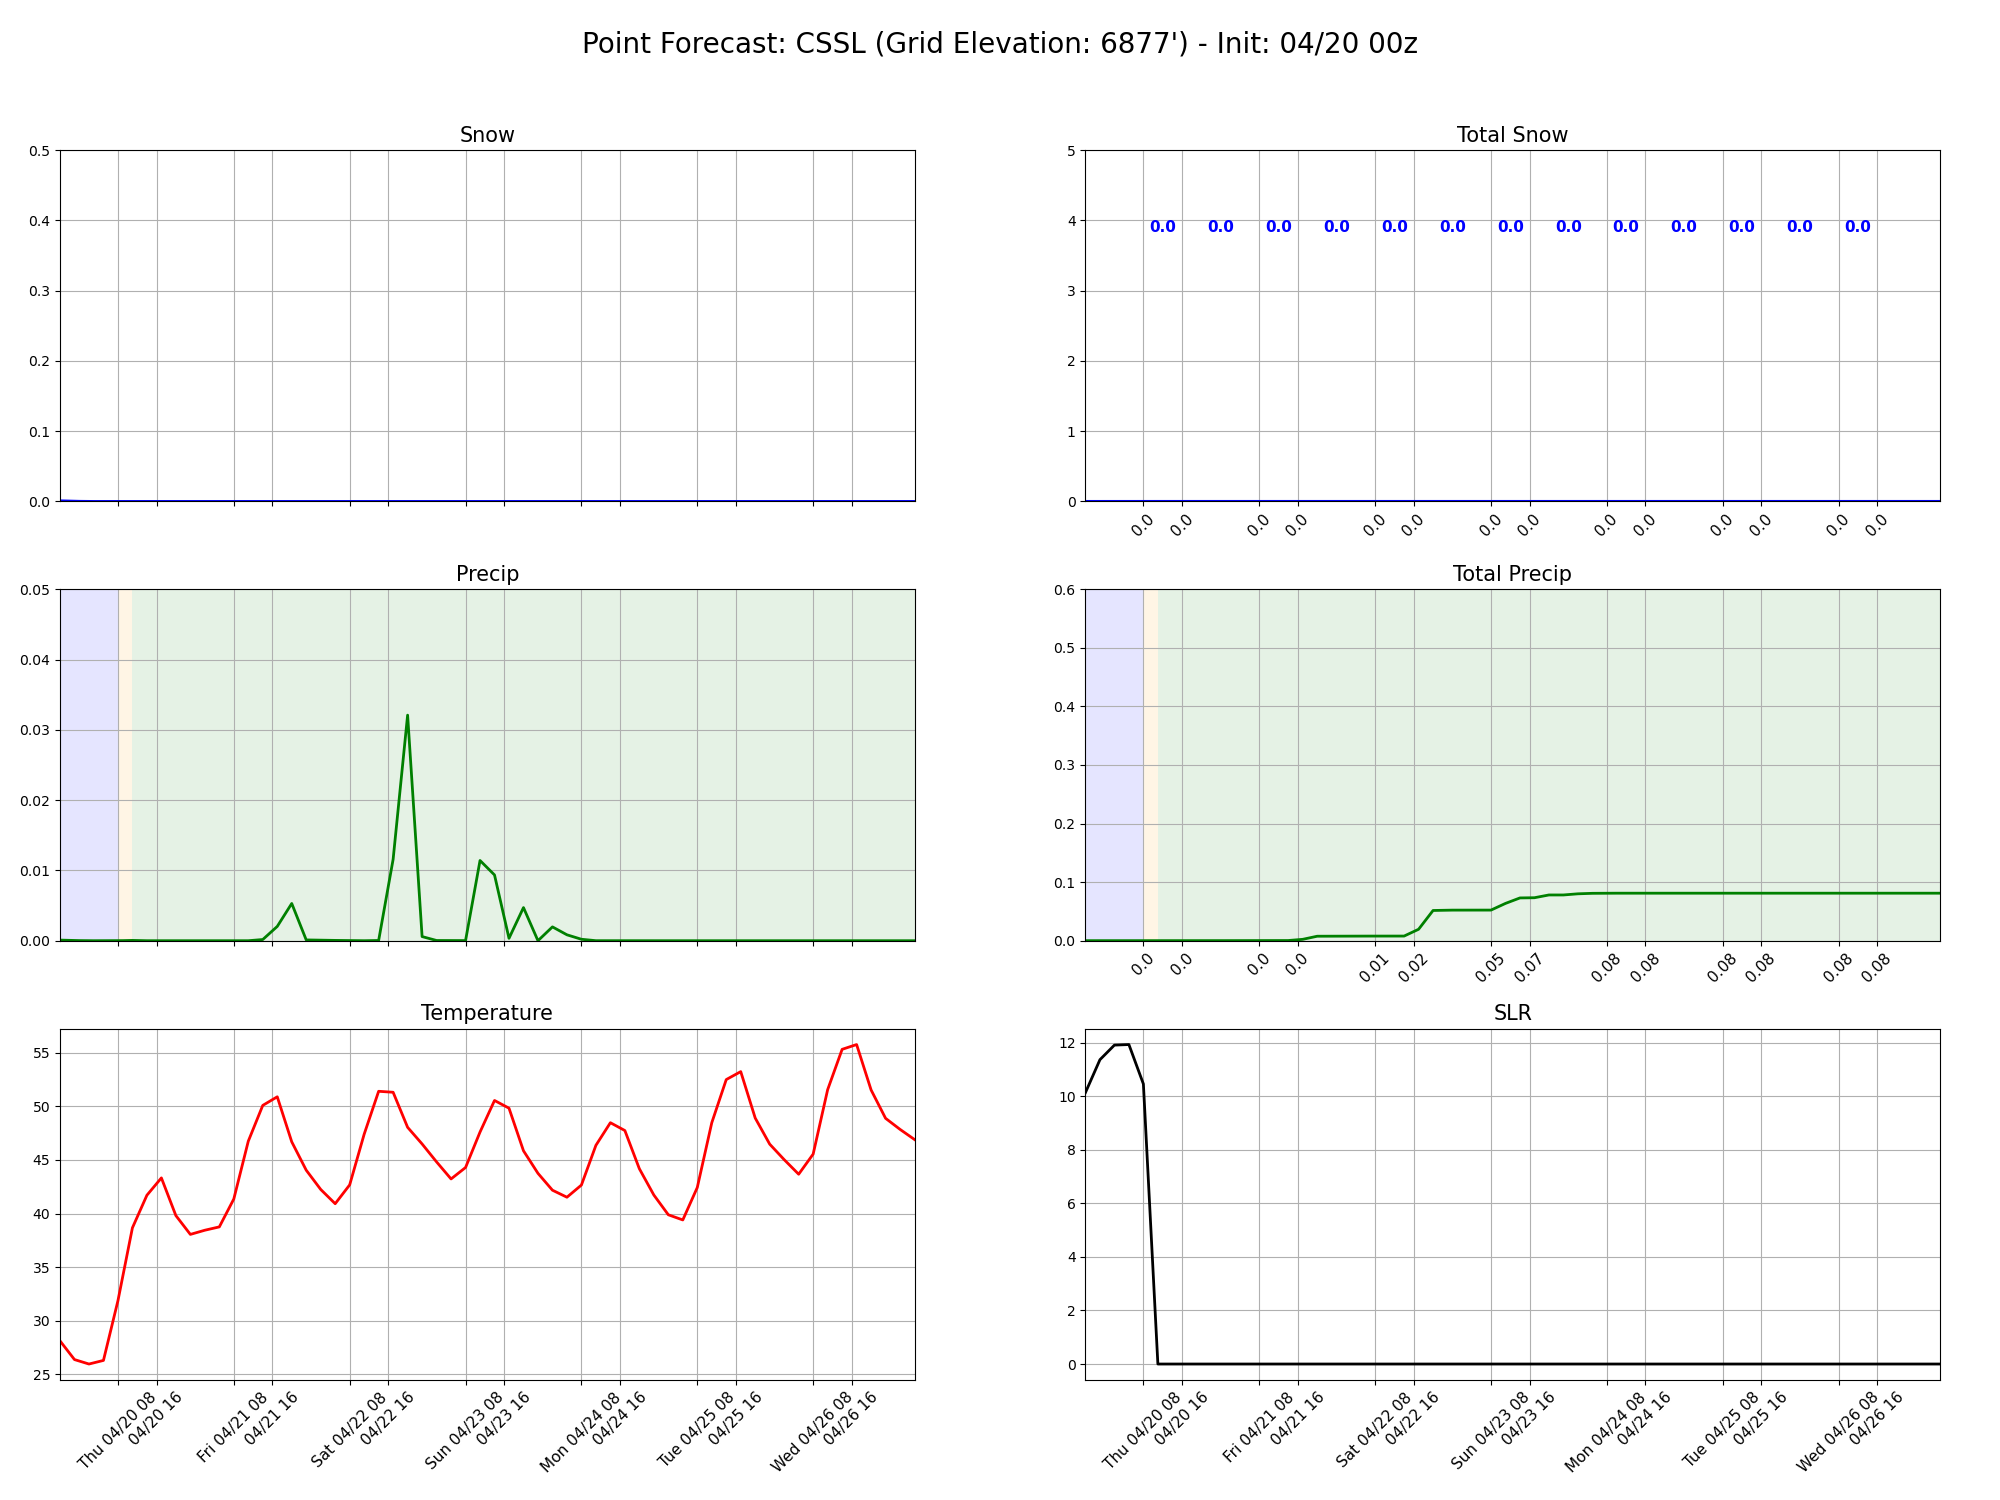 Point Forecast: CSSL (Grid Elevation: 6877') - Init: 04/20 00z
Snow
0.5
0.4
0.3
0.2
0.1
0.0
Total Snow
5
4
3
2
1
0
0.0 0.0 0.0 0.0 0.0 0.0 0.0 0.0 0.0 0.0 0.0 0.0 0.0
0.0 0.0 0.0 0.0 0.0 0.0 0.0 0.0 0.0 0.0 0.0 0.0 0.0 0.0
Precip
0.05
0.04
0.03
0.02
0.01
0.00
Total Precip
0.6
0.5
0.4
0.3
0.2
0.1
0.0
0.0 0.0 0.0 0.0 0.01 0.02 0.05 0.07 0.08 0.08 0.08 0.08 0.08 0.08
Temperature
55
50
45
40
35
30
25
Thu 04/20 08
04/20 16
Fri 04/21 08
04/21 16
Sat 04/22 08
04/22 16
Sun 04/23 08
04/23 16
Mon 04/24 08
04/24 16
Tue 04/25 08
04/25 16
Wed 04/26 08
04/26 16
SLR
12
10
8
6
4
2
0
Thu 04/20 08
04/20 16
Fri 04/21 08
04/21 16
Sat 04/22 08
04/22 16
Sun 04/23 08
04/23 16
Mon 04/24 08
04/24 16
Tue 04/25 08
04/25 16
Wed 04/26 08
04/26 16